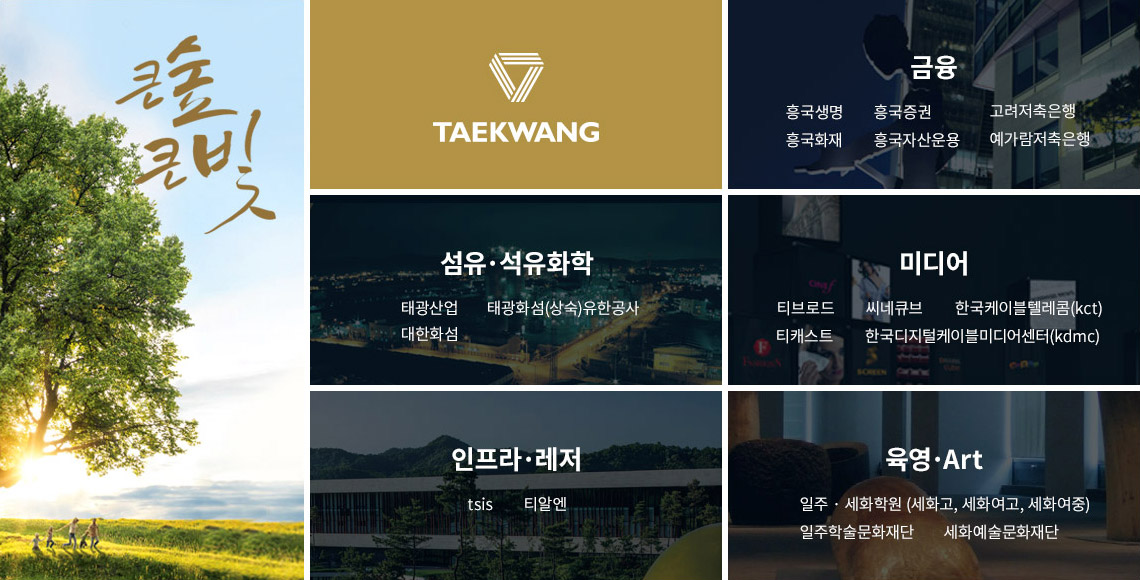 큰숲
큰빛
TAEKWANG
금융
흥국생명 흥국증권 고려저축은행
흥국화재 흥국자산운용 예가람저축은행
섬유·석유화학
태광산업 태광화섬(상숙)유한공사
대한화섬
미디어
티브로드 씨네큐브 한국케이블텔레콤(kct)
티캐스트 한국디지털케이블미디어센터(kdmc)
SCREEN
인프라·레저
tsis 티알엔
육영·Art
일주 · 세화학원 (세화고, 세화여고, 세화여중)
일주학술문화재단 세화예술문화재단